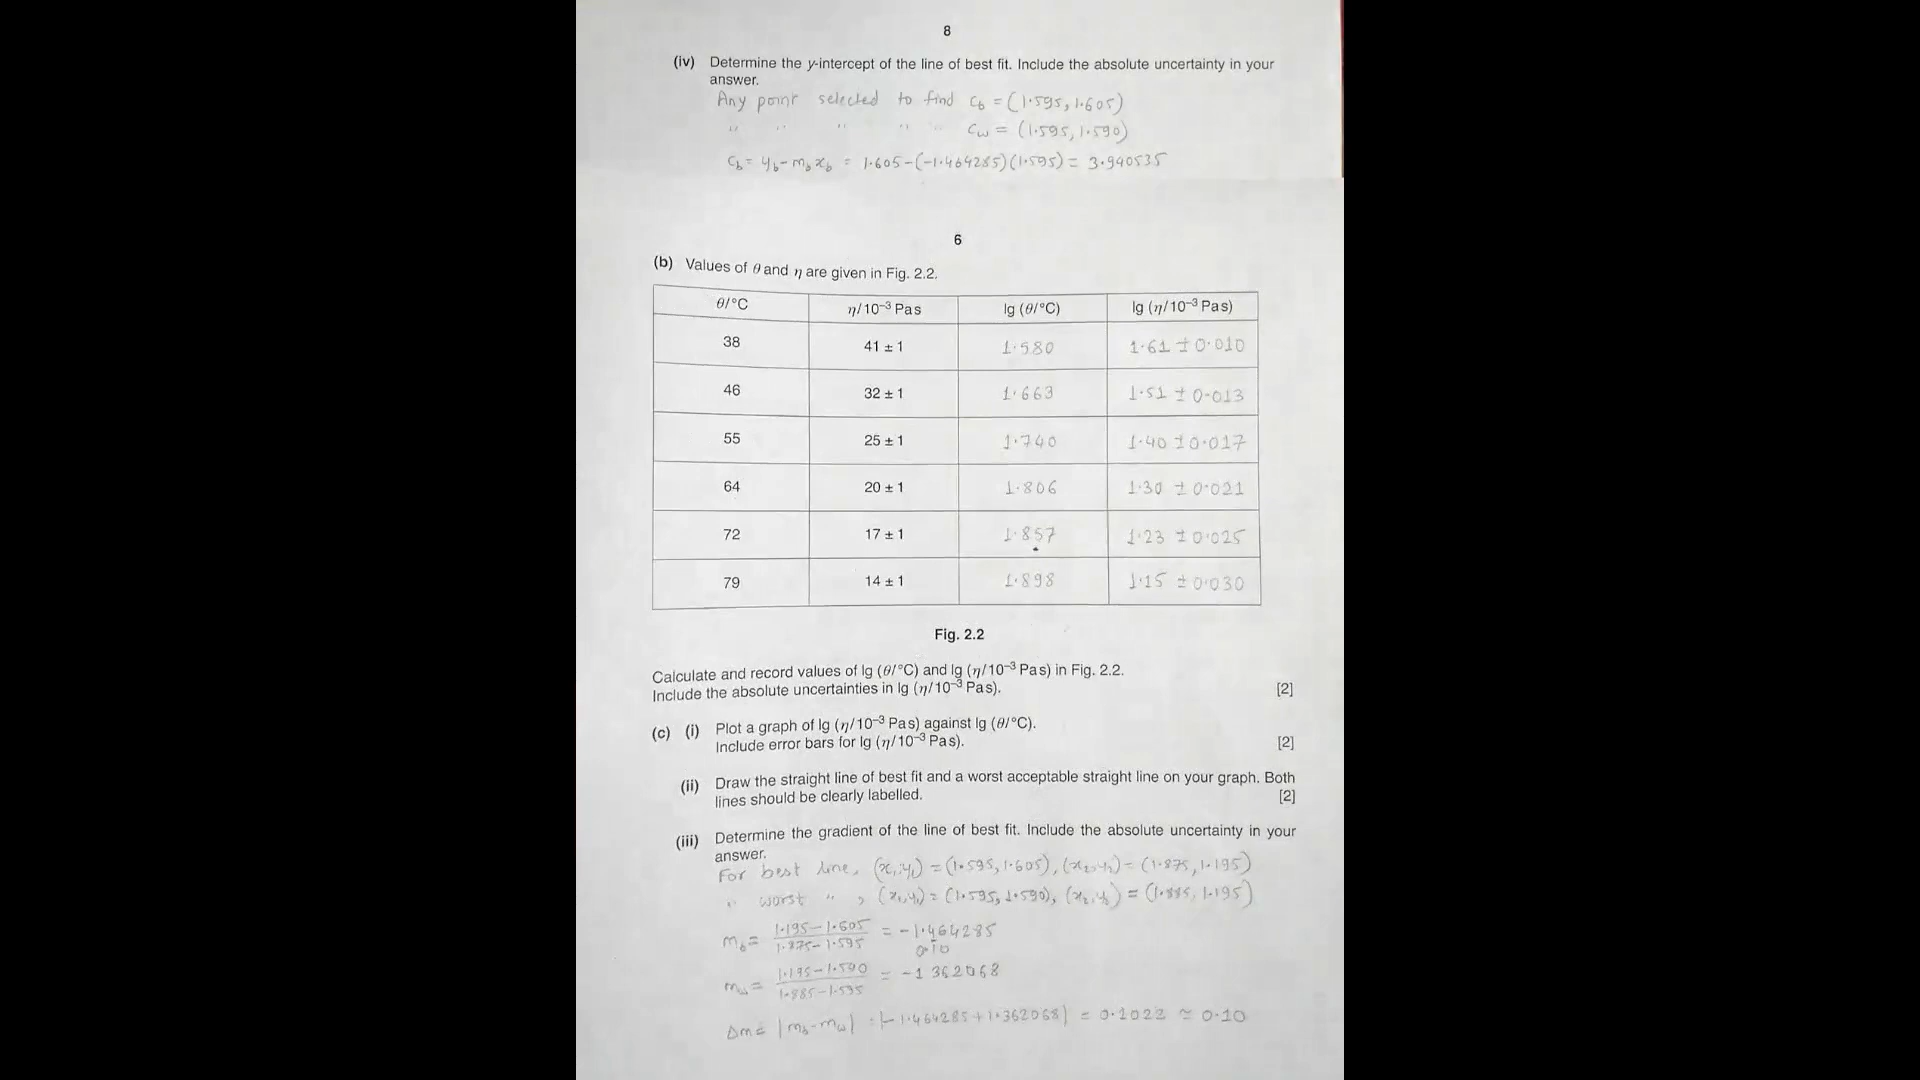 8
(iv) Determine the y-intercept of the line of best fit. Include the absolute uncertainty in your
answer.
Any point selected to find c_b = (1.595, 1.605)
" " " " " c_w = (1.595, 1.590)
c_b = y_b - m_b x_b = 1.605-(-1.464285)(1.595) = 3.940535
6
(b) Values of θ and η are given in Fig. 2.2.
θ/°C η/10⁻³ Pas lg (θ/°C) lg (η/10⁻³ Pas)
38 41 ± 1 1.580 1.61 ± 0.010
46 32 ± 1 1.663 1.51 ± 0.013
55 25 ± 1 1.740 1.40 ± 0.017
64 20 ± 1 1.806 1.30 ± 0.021
72 17 ± 1 1.857 1.23 ± 0.025
79 14 ± 1 1.898 1.15 ± 0.030
Fig. 2.2
Calculate and record values of lg (θ/°C) and lg (η/10⁻³ Pas) in Fig. 2.2.
Include the absolute uncertainties in lg (η/10⁻³ Pas). [2]
(c) (i) Plot a graph of lg (η/10⁻³ Pas) against lg (θ/°C).
Include error bars for lg (η/10⁻³ Pas). [2]
(ii) Draw the straight line of best fit and a worst acceptable straight line on your graph. Both
lines should be clearly labelled. [2]
(iii) Determine the gradient of the line of best fit. Include the absolute uncertainty in your
answer.
For best line, (x₁,y₁) = (1.595, 1.605), (x₂,y₂) = (1.875, 1.195)
" worst ", (x₁,y₁) = (1.595, 1.590), (x₂,y₂) = (1.885, 1.195)
m_b = (1.195-1.605)/(1.875-1.595) = -1.464285
0.10
m_w = (1.195-1.590)/(1.885-1.595) = -1 362068
Δm = |m_b-m_w| = |-1.464285+1.362068| = 0.1022 ≈ 0.10